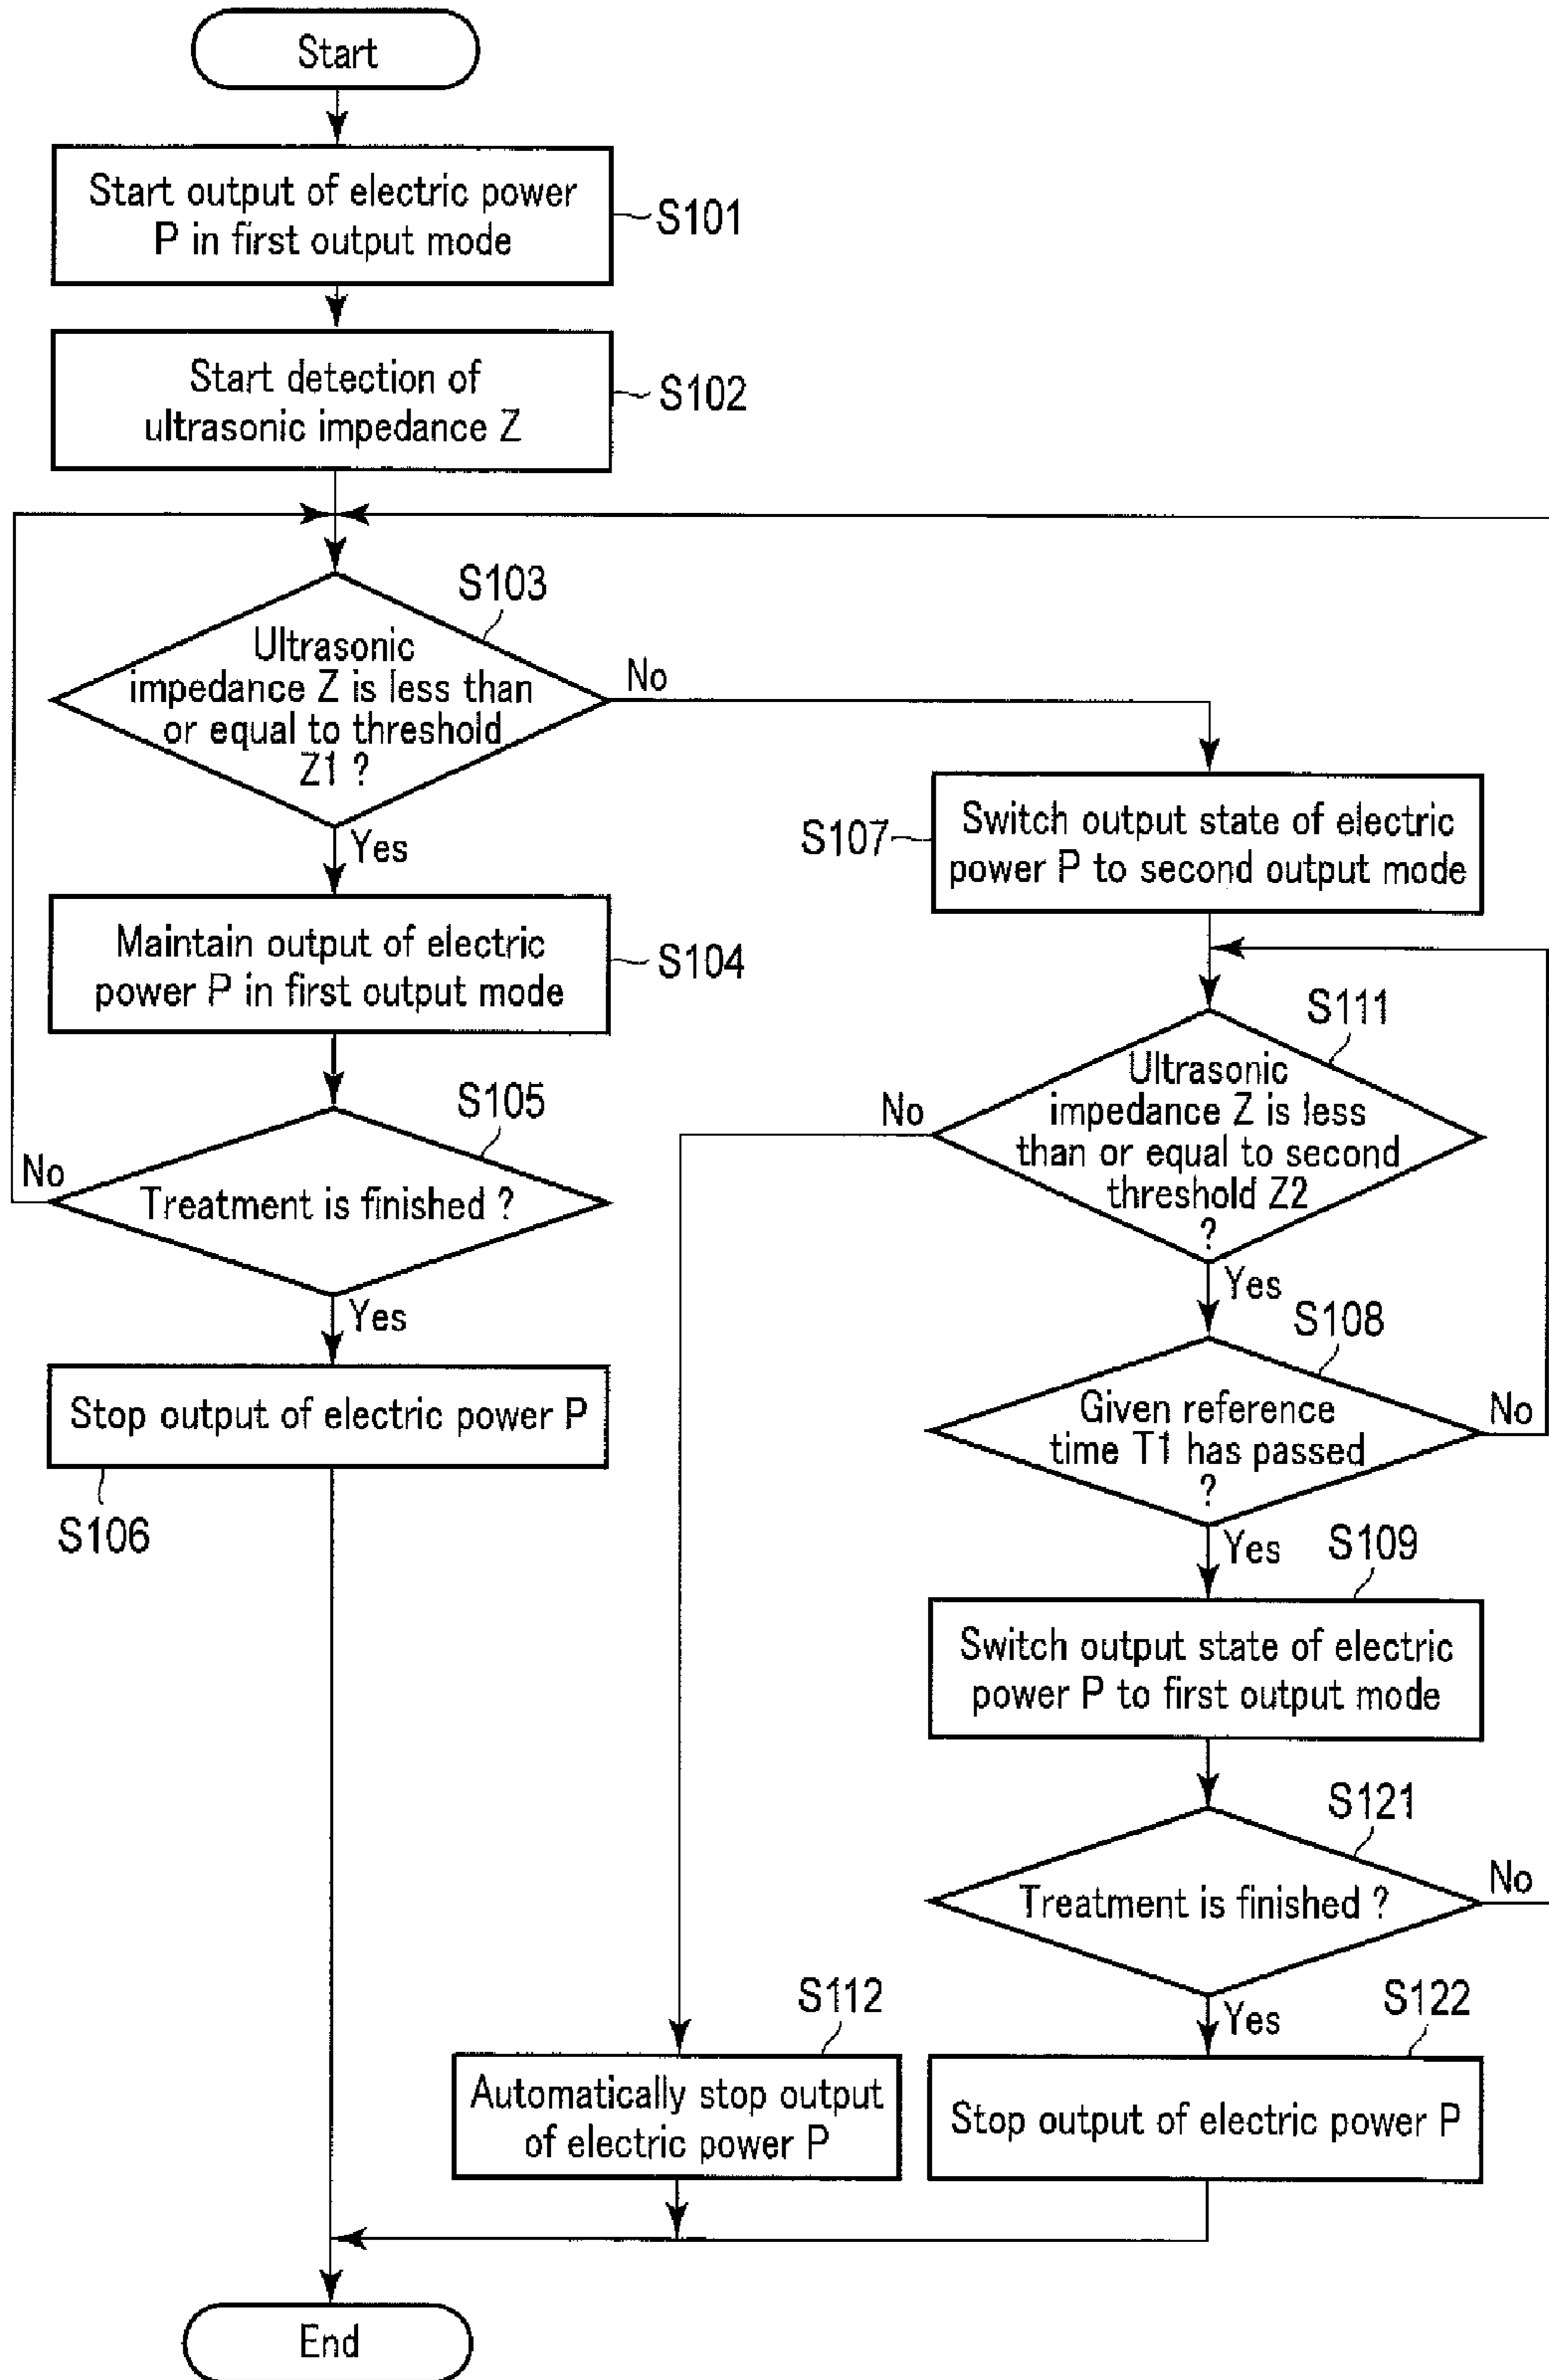 Start
Start output of electric power
P in first output mode
S101
Start detection of
ultrasonic impedance Z
S102
S103
Ultrasonic
impedance Z is less than
or equal to threshold
Z1 ?
No
Yes
Maintain output of electric
power P in first output mode
S104
S105
Treatment is finished ?
No
Yes
Stop output of electric power P
S106
S107
Switch output state of electric
power P to second output mode
S111
Ultrasonic
impedance Z is less
than or equal to second
threshold Z2
?
No
Yes
S108
Given reference
time T1 has passed
?
No
Yes
S109
Switch output state of electric
power P to first output mode
S121
Treatment is finished ?
No
Yes
S112
Automatically stop output
of electric power P
S122
Stop output of electric power P
End